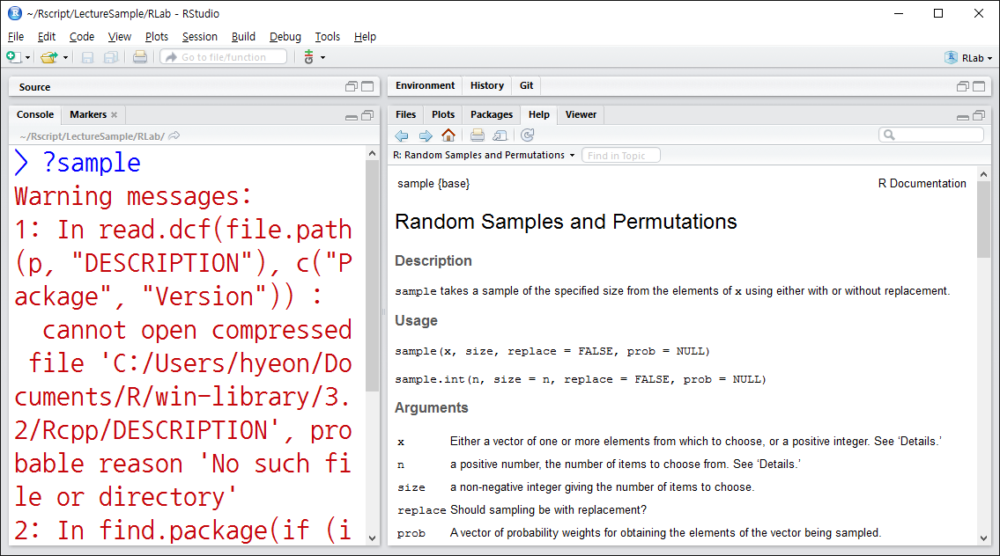 ~/Rscript/LectureSample/RLab - RStudio
File Edit Code View Plots Session Build Debug Tools Help
Go to file/function
RLab
Source
Console Markers
~/Rscript/LectureSample/RLab/
> ?sample
Warning messages:
1: In read.dcf(file.path
(p, "DESCRIPTION"), c("P
ackage", "Version")) :
  cannot open compressed
 file 'C:/Users/hyeon/Do
cuments/R/win-library/3.
2/Rcpp/DESCRIPTION', pro
bable reason 'No such fi
le or directory'
2: In find.package(if (i
Environment History Git
Files Plots Packages Help Viewer
R: Random Samples and Permutations Find in Topic
sample {base} R Documentation
Random Samples and Permutations
Description
sample takes a sample of the specified size from the elements of x using either with or without replacement.
Usage
sample(x, size, replace = FALSE, prob = NULL)
sample.int(n, size = n, replace = FALSE, prob = NULL)
Arguments
x Either a vector of one or more elements from which to choose, or a positive integer. See ‘Details.’
n a positive number, the number of items to choose from. See ‘Details.’
size a non-negative integer giving the number of items to choose.
replace Should sampling be with replacement?
prob A vector of probability weights for obtaining the elements of the vector being sampled.